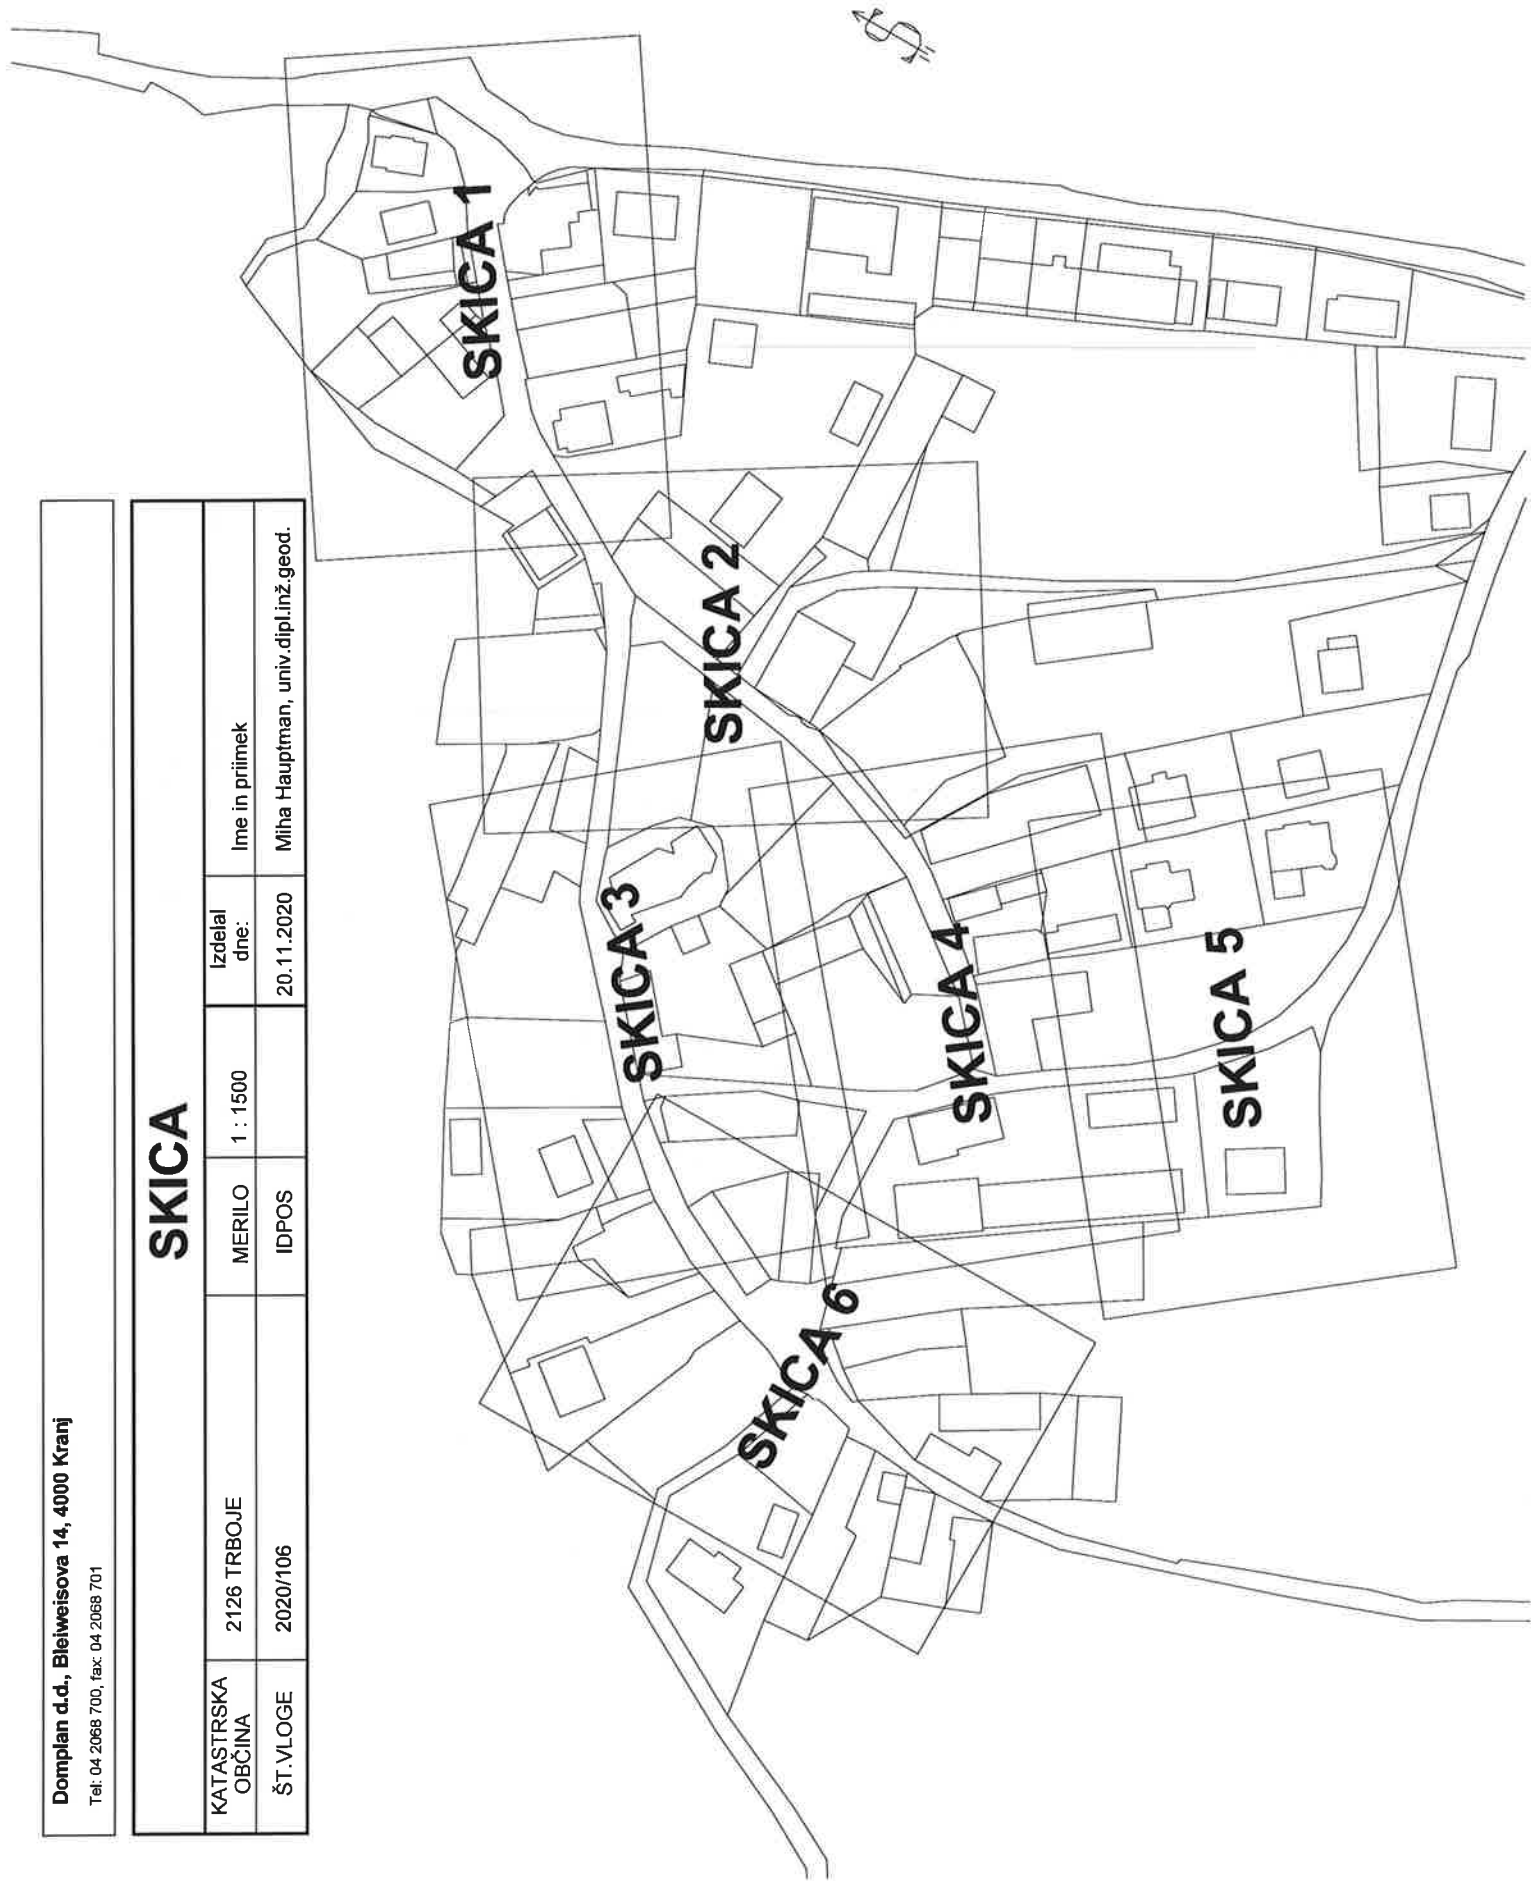 Domplan d.d., Bleiweisova 14, 4000 Kranj
Tel: 04 2068 700, fax: 04 2068 701
SKICA
KATASTRSKA OBČINA
2126 TRBOJE
MERILO
1 : 1500
Izdelal dne:
Ime in priimek
ŠT.VLOGE
2020/106
IDPOS
20.11.2020
Miha Hauptman, univ.dipl.inž.geod.
SKICA 1
SKICA 2
SKICA 3
SKICA 4
SKICA 5
SKICA 6